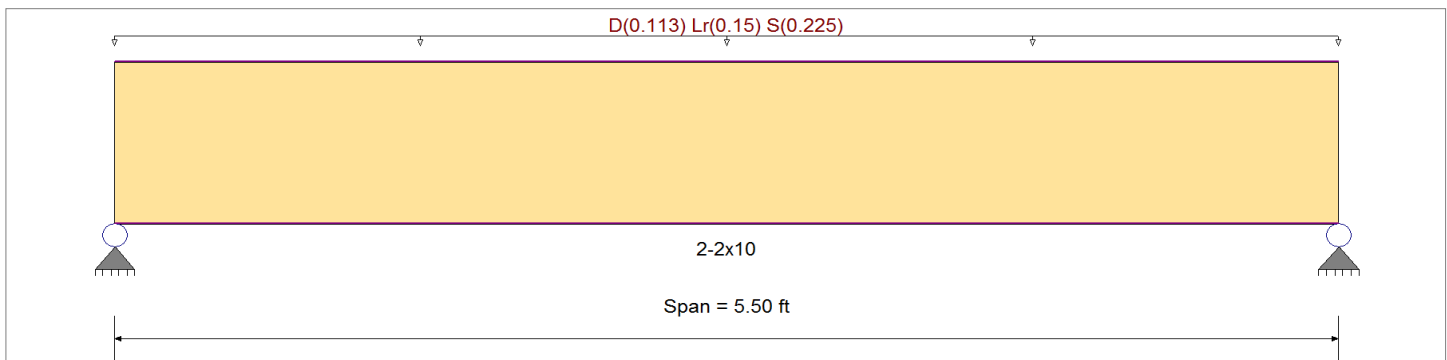 D(0.113) Lr(0.15) S(0.225)
2-2x10
Span = 5.50 ft